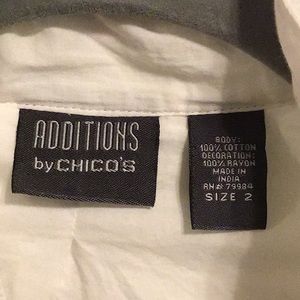 ADDITIONS
by CHICO'S
BODY:
100% COTTON
DECORATION:
100% RAYON
MADE IN
INDIA
RN# 79984
SIZE 2